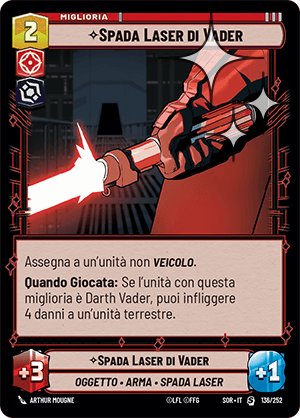 MIGLIORIA
2
✧SPADA LASER DI VADER
Assegna a un'unità non VEICOLO.
Quando Giocata: Se l'unità con questa
miglioria è Darth Vader, puoi infliggere
4 danni a un'unità terrestre.
✧SPADA LASER DI VADER
+3
+1
OGGETTO • ARMA • SPADA LASER
ARTHUR MOUGNE
©LFL ©FFG
SOR • IT
136/252